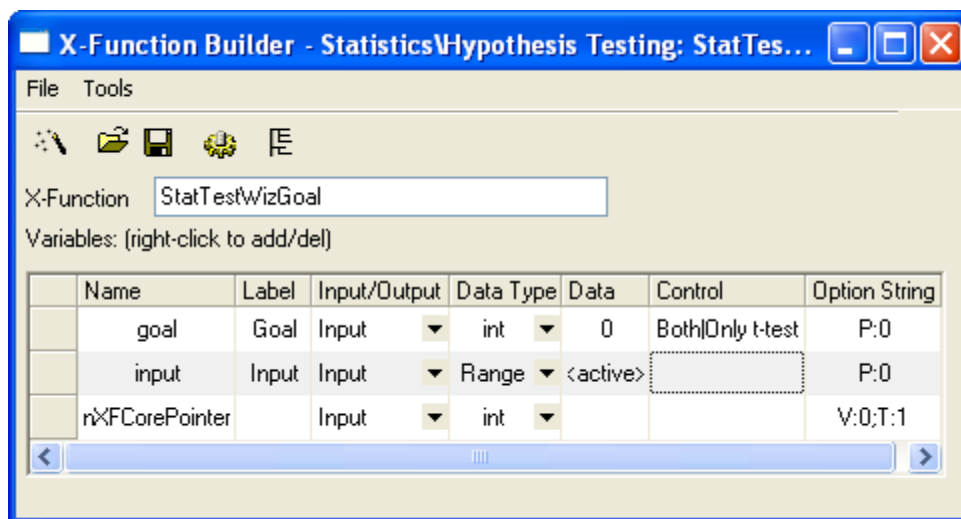 X-Function Builder - Statistics\Hypothesis Testing: StatTes...
File Tools
X-Function StatTestWizGoal
Variables: (right-click to add/del)
Name Label Input/Output Data Type Data Control Option String
goal Goal Input int 0 Both|Only t-test P:0
input Input Input Range <active> P:0
nXFCorePointer Input int V:0;T:1